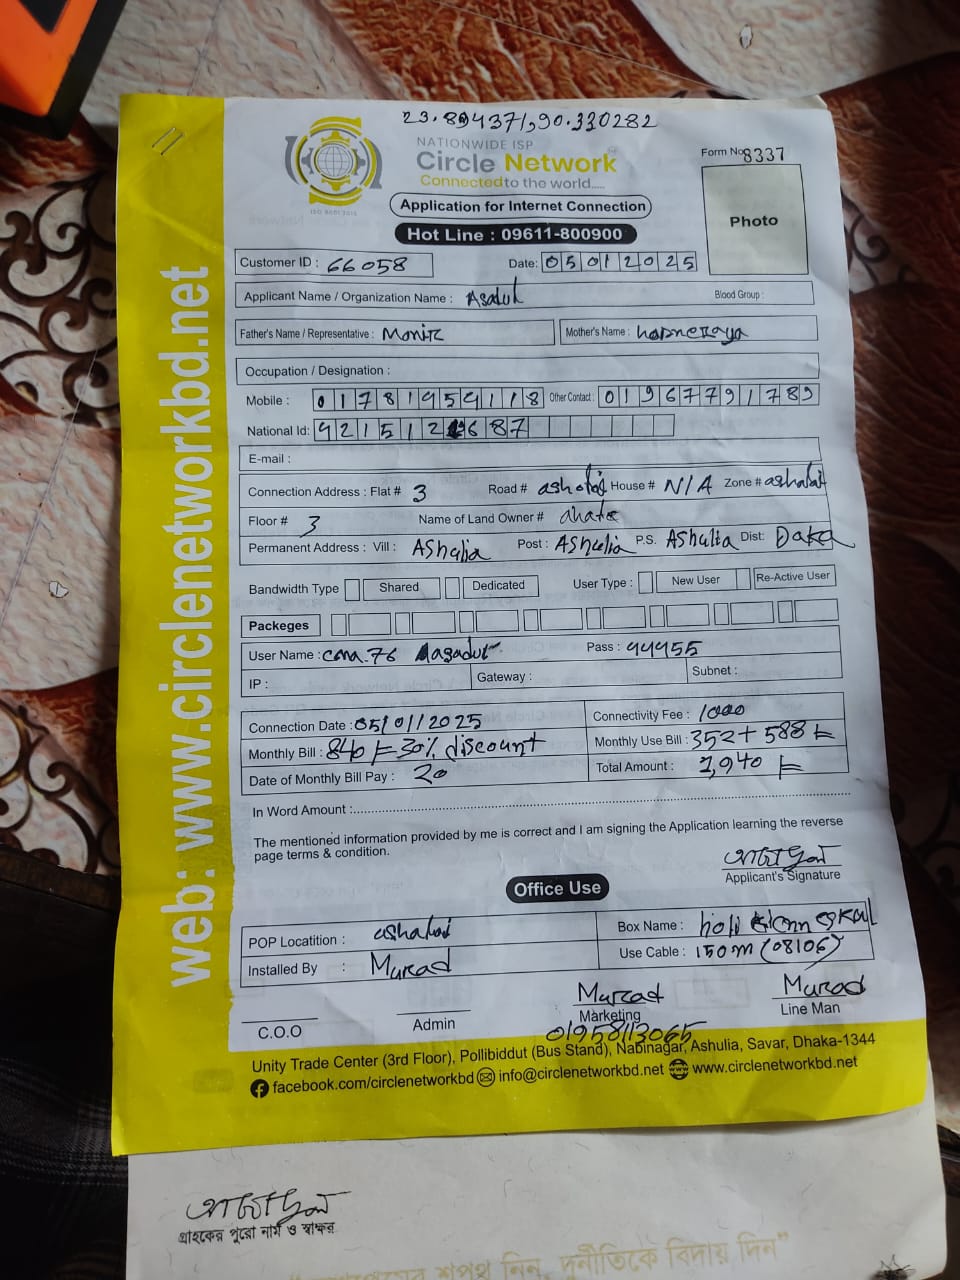 23.894371,90.330282
NATIONWIDE ISP
Circle Network
Connected to the world.....
ISO 9001:2015
Form No 8337
Photo
Application for Internet Connection
Hot Line : 09611-800900
Customer ID : 66058 Date: 05012025
Applicant Name / Organization Name : Asadul Blood Group :
Father's Name / Representative : Monir Mother's Name :
Occupation / Designation :
Mobile : 01781959118 Other Contact : 01967791789
National Id:
E-mail :
Connection Address : Flat # 3 Road # House # N/A Zone #
Floor # 3 Name of Land Owner #
Permanent Address : Vill : AShulia Post : AShulia P.S. AShulia Dist: Daka
Bandwidth Type Shared Dedicated User Type : New User Re-Active User
Packeges
User Name : Pass : 44455
IP : Gateway : Subnet :
Connection Date : 05/01/2025 Connectivity Fee : 1000
Monthly Bill : 840 30% discount Monthly Use Bill : 352 + 588
Date of Monthly Bill Pay : 20 Total Amount : 1,940
In Word Amount :
The mentioned information provided by me is correct and I am signing the Application learning the reverse
page terms & condition.
Applicant's Signature
Office Use
POP Locatition : Box Name :
Installed By : Murad Use Cable : 150m (08106)
C.O.O Admin Murad Marketing Murad Line Man
01958113065
Unity Trade Center (3rd Floor), Pollibiddut (Bus Stand), Nabinagar, Ashulia, Savar, Dhaka-1344
facebook.com/circlenetworkbd info@circlenetworkbd.net www.circlenetworkbd.net
web: www.circlenetworkbd.net
গ্রাহকের পুরো নাম ও স্বাক্ষর
শপথ নিন, দুর্নীতিকে বিদায় দিন"